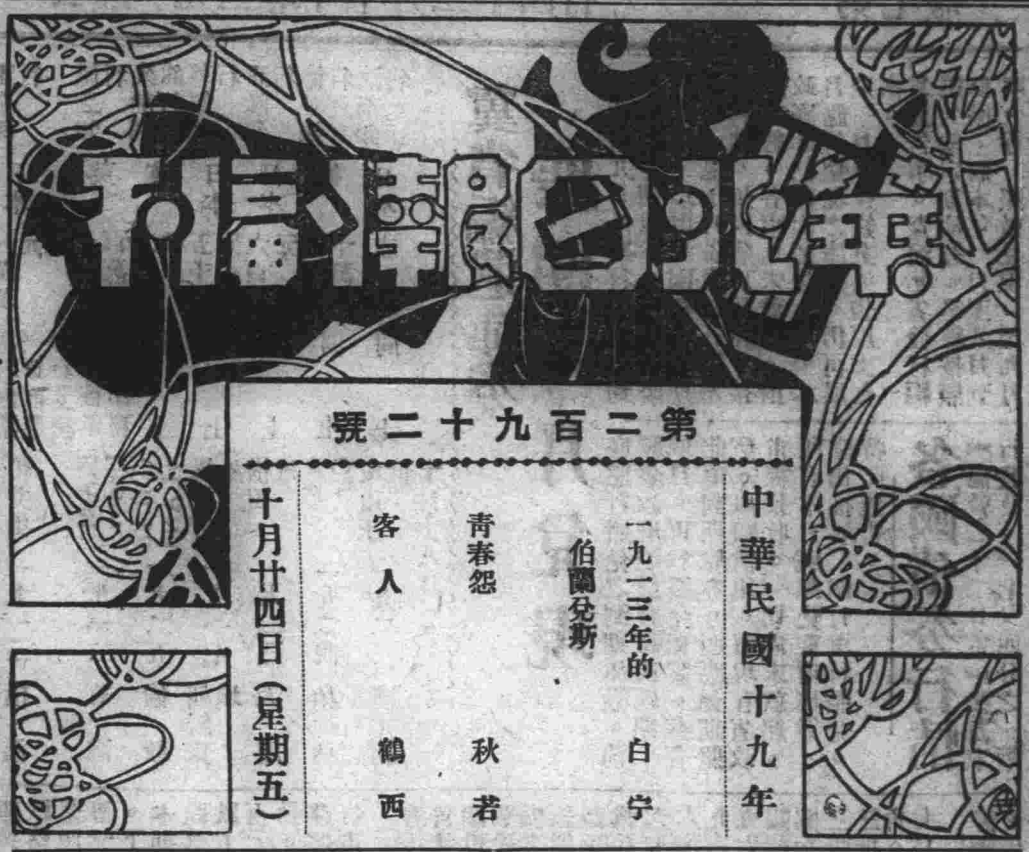 華北日報副刊
第二百九十二號
中華民國十九年
一九一三年的
伯蘭兌斯 白宁
青春怨 秋若
客人 鶴西
十月廿四日（星期五）